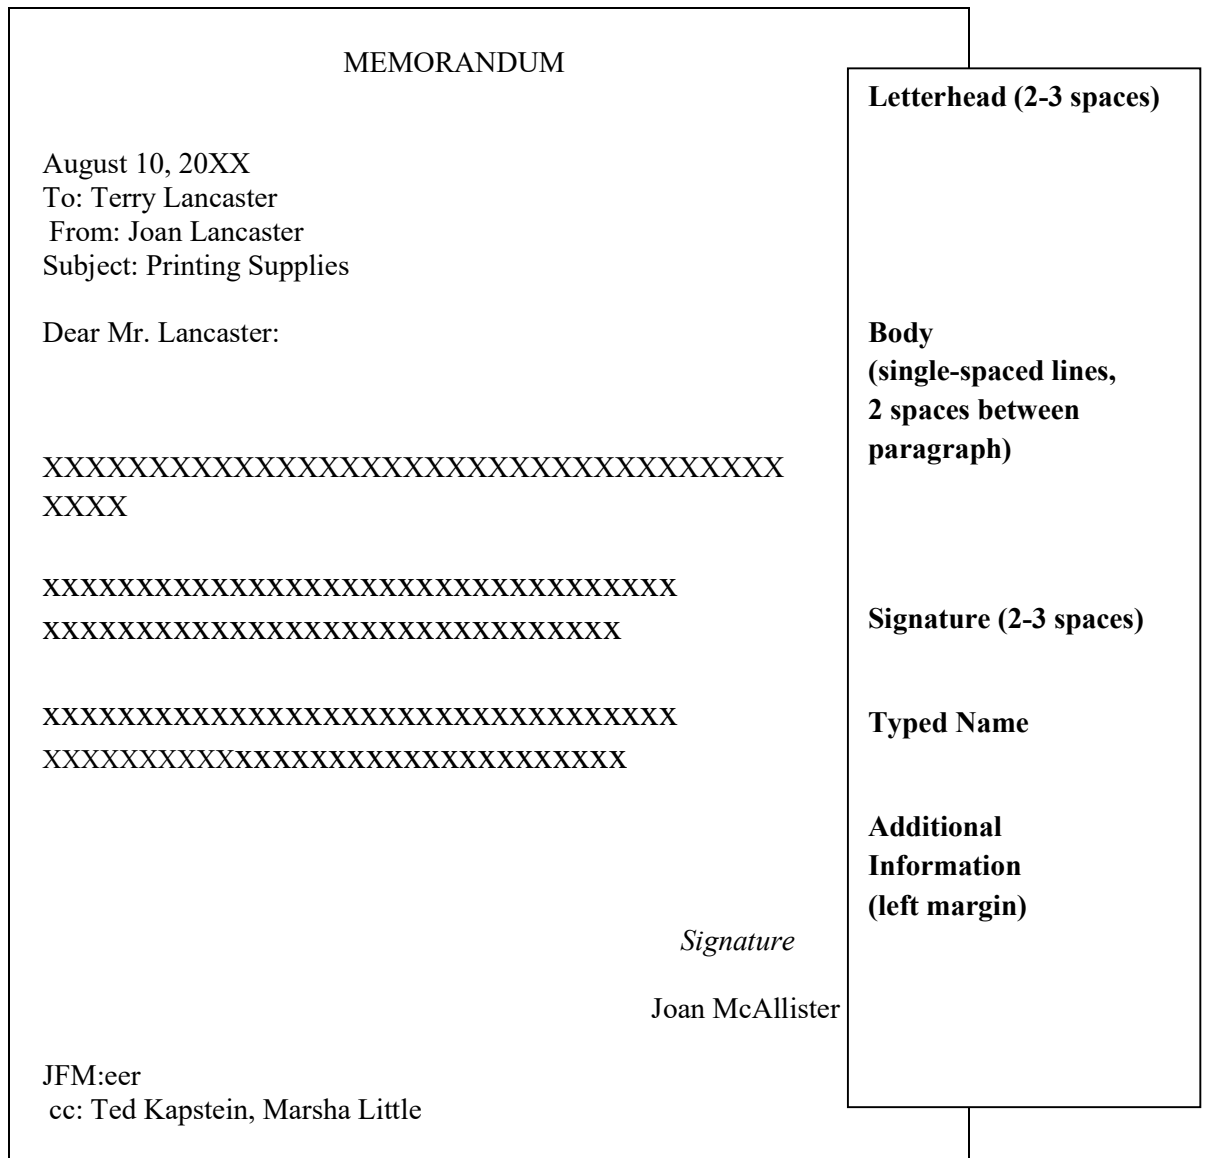 MEMORANDUM
August 10, 20XX
To: Terry Lancaster
From: Joan Lancaster
Subject: Printing Supplies
Dear Mr. Lancaster:
XXXXXXXXXXXXXXXXXXXXXXXXXXXXXXXXXXX
XXXX
xxxxxxxxxxxxxxxxxxxxxxxxxxxxxxxxxx
xxxxxxxxxxxxxxxxxxxxxxxxxxxxxxx
xxxxxxxxxxxxxxxxxxxxxxxxxxxxxxxxxx
XXXXXXXXXXxxxxxxxxxxxxxxxxxxxxx
Signature
Joan McAllister
JFM:eer
cc: Ted Kapstein, Marsha Little
Letterhead (2-3 spaces)
Body
(single-spaced lines,
2 spaces between
paragraph)
Signature (2-3 spaces)
Typed Name
Additional
Information
(left margin)